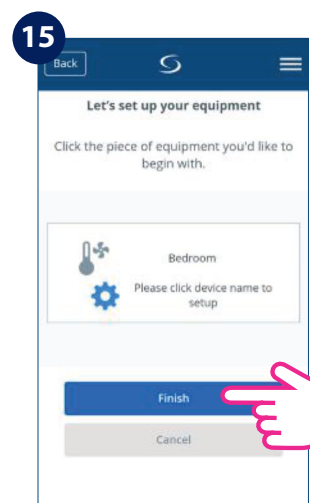 15
Back
Let's set up your equipment
Click the piece of equipment you'd like to
begin with.
Bedroom
Please click device name to
setup
Finish
Cancel